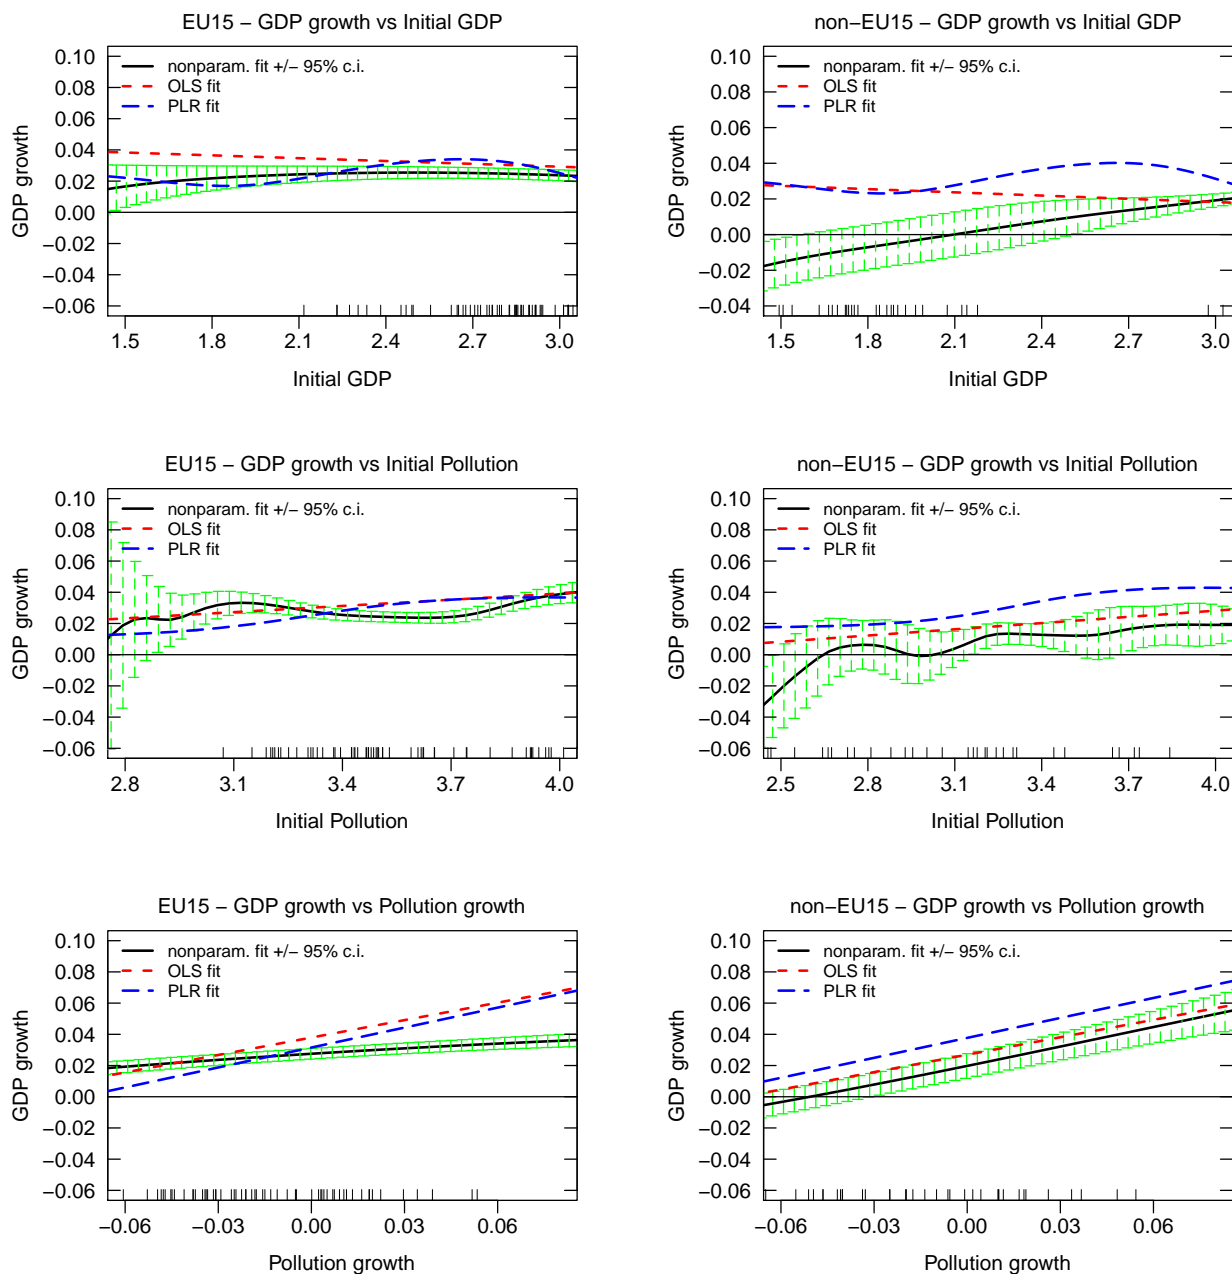 EU15 − GDP growth vs Initial GDP
0.10
0.08
0.06
0.04
0.02
0.00
−0.02
−0.04
−0.06
GDP growth
nonparam. fit +/− 95% c.i.
OLS fit
PLR fit
1.5 1.8 2.1 2.4 2.7 3.0
Initial GDP
non−EU15 − GDP growth vs Initial GDP
0.10
0.08
0.06
0.04
0.02
0.00
−0.02
−0.04
GDP growth
nonparam. fit +/− 95% c.i.
OLS fit
PLR fit
1.5 1.8 2.1 2.4 2.7 3.0
Initial GDP
EU15 − GDP growth vs Initial Pollution
0.10
0.08
0.06
0.04
0.02
0.00
−0.02
−0.04
−0.06
GDP growth
nonparam. fit +/− 95% c.i.
OLS fit
PLR fit
2.8 3.1 3.4 3.7 4.0
Initial Pollution
non−EU15 − GDP growth vs Initial Pollution
0.10
0.08
0.06
0.04
0.02
0.00
−0.02
−0.04
−0.06
GDP growth
nonparam. fit +/− 95% c.i.
OLS fit
PLR fit
2.5 2.8 3.1 3.4 3.7 4.0
Initial Pollution
EU15 − GDP growth vs Pollution growth
0.10
0.08
0.06
0.04
0.02
0.00
−0.02
−0.04
−0.06
GDP growth
nonparam. fit +/− 95% c.i.
OLS fit
PLR fit
−0.06 −0.03 0.00 0.03 0.06
Pollution growth
non−EU15 − GDP growth vs Pollution growth
0.10
0.08
0.06
0.04
0.02
0.00
−0.02
−0.04
−0.06
GDP growth
nonparam. fit +/− 95% c.i.
OLS fit
PLR fit
−0.06 −0.03 0.00 0.03 0.06
Pollution growth